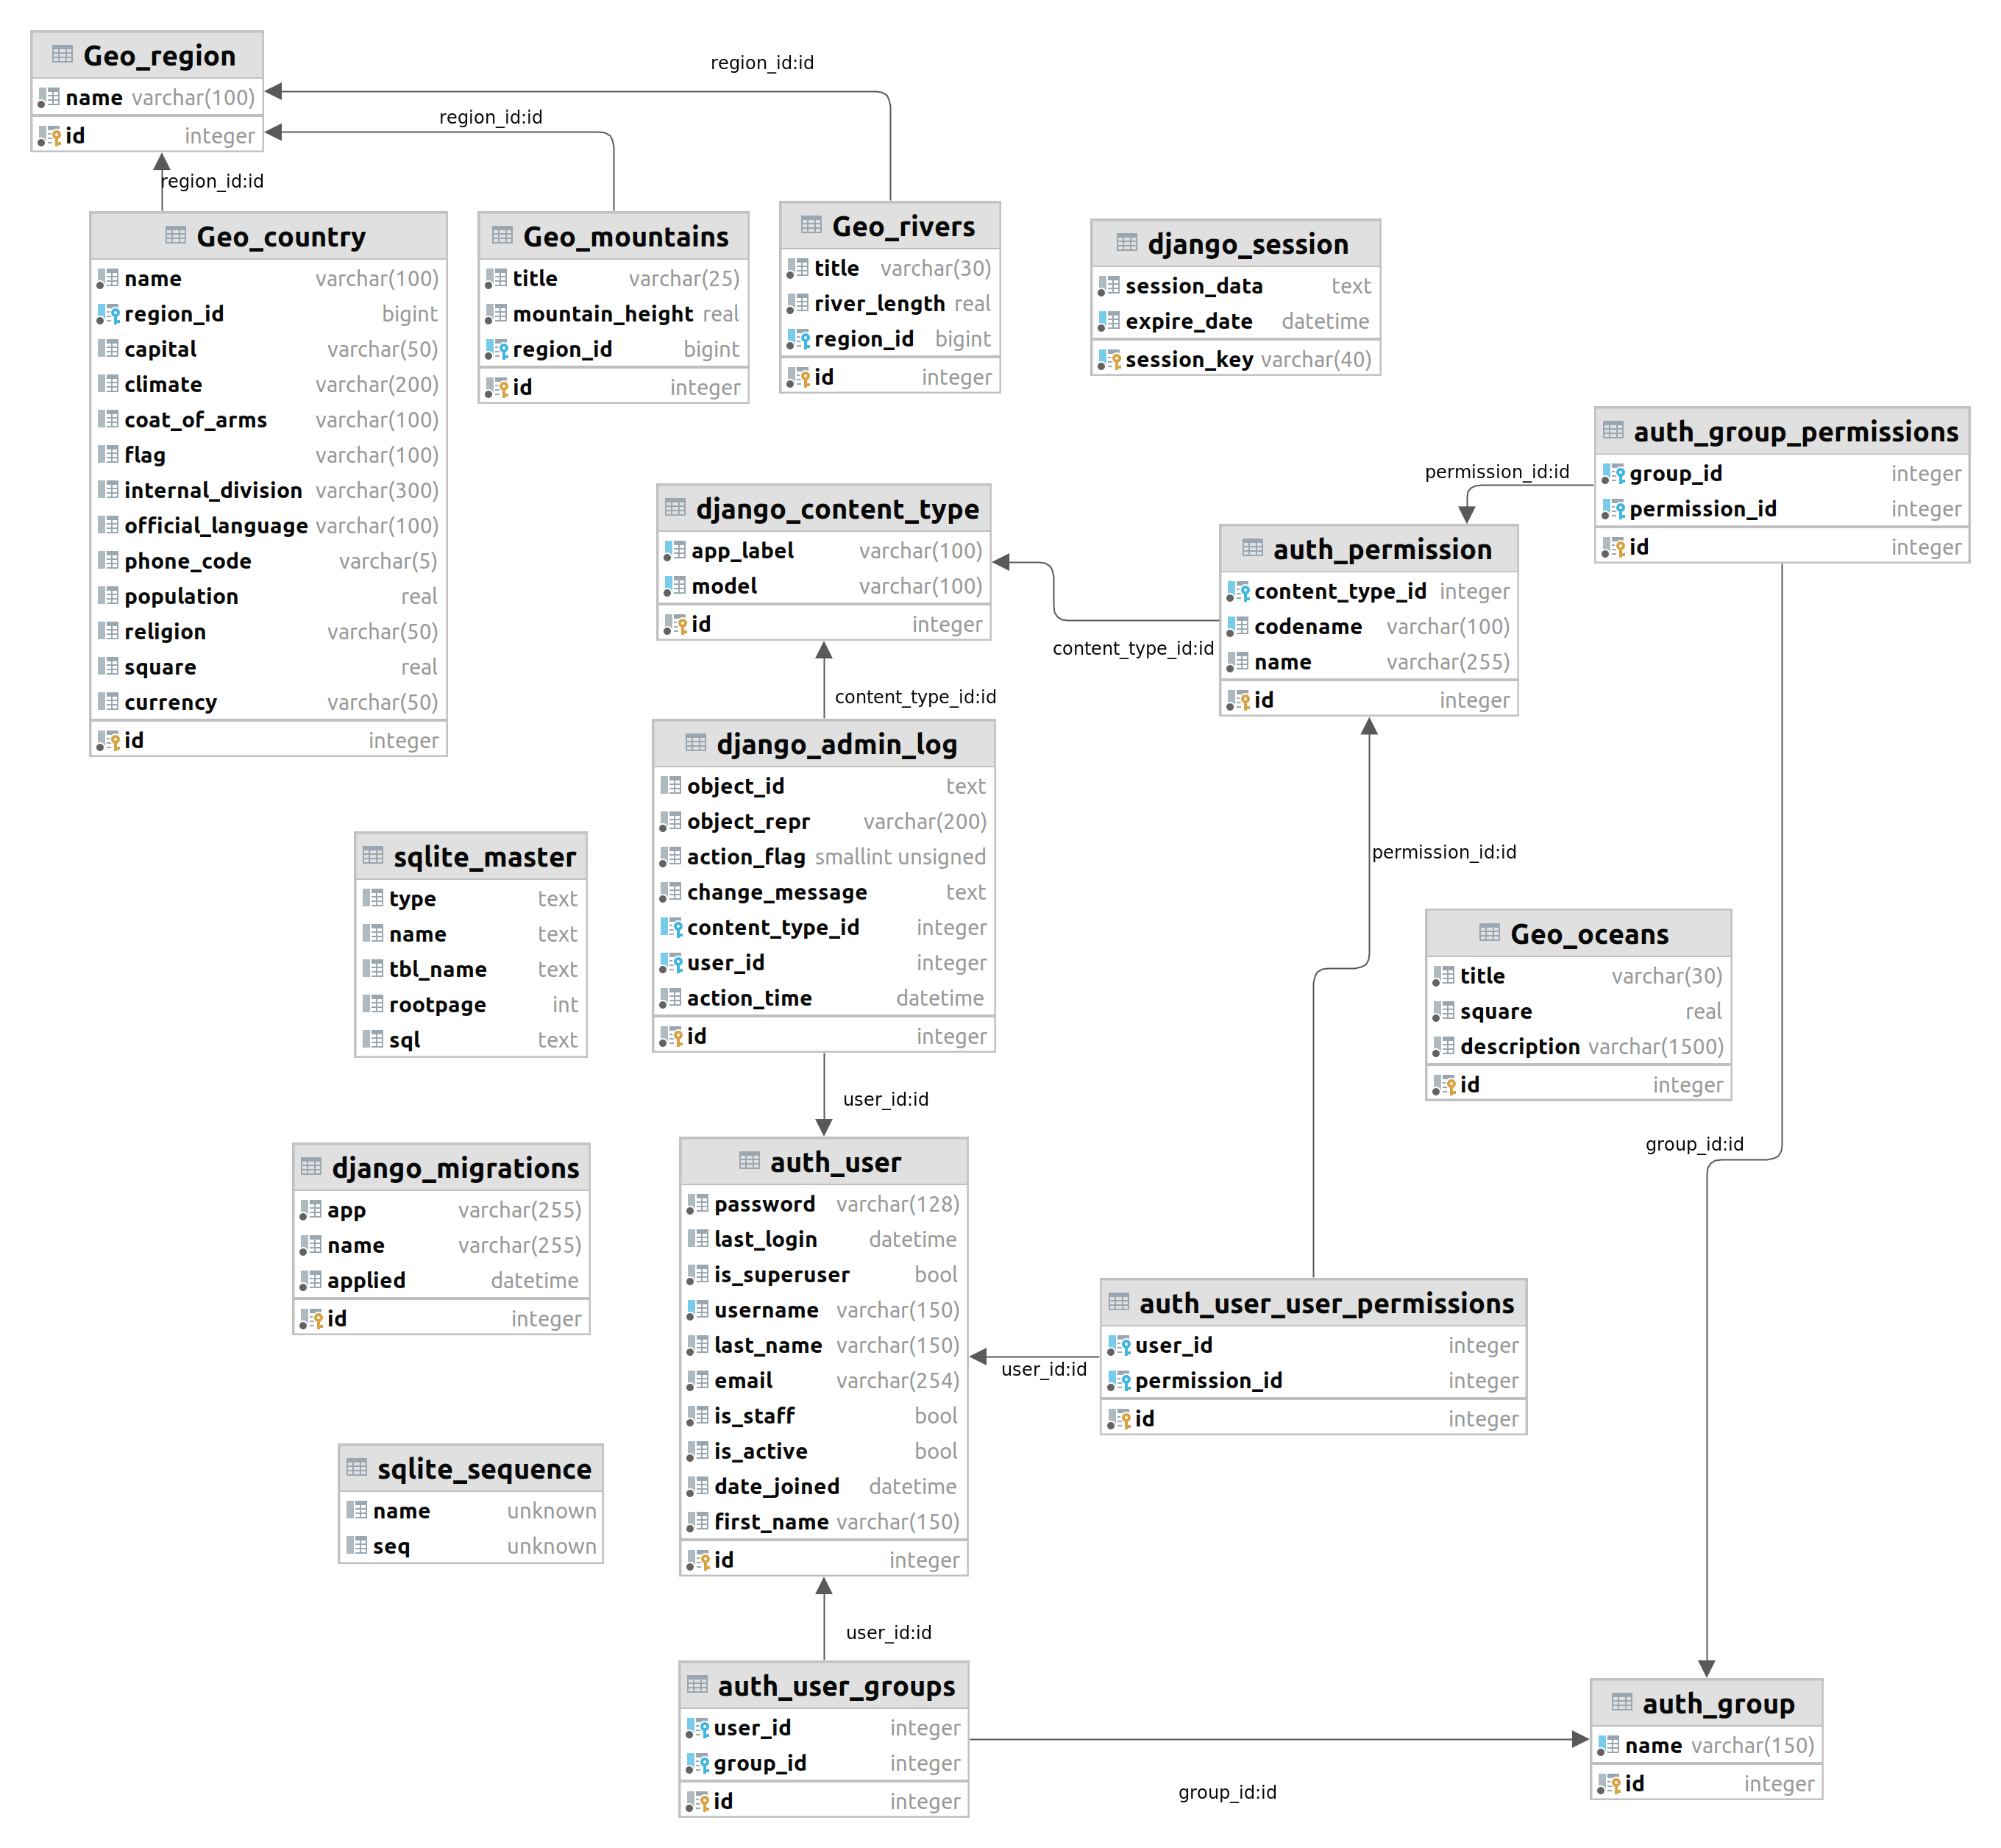 Geo_region
name varchar(100)
id integer
region_id:id
region_id:id
region_id:id
Geo_country
name varchar(100)
region_id bigint
capital varchar(50)
climate varchar(200)
coat_of_arms varchar(100)
flag varchar(100)
internal_division varchar(300)
official_language varchar(100)
phone_code varchar(5)
population real
religion varchar(50)
square real
currency varchar(50)
id integer
Geo_mountains
title varchar(25)
mountain_height real
region_id bigint
id integer
Geo_rivers
title varchar(30)
river_length real
region_id bigint
id integer
django_session
session_data text
expire_date datetime
session_key varchar(40)
auth_group_permissions
group_id integer
permission_id integer
id integer
permission_id:id
django_content_type
app_label varchar(100)
model varchar(100)
id integer
auth_permission
content_type_id integer
codename varchar(100)
name varchar(255)
id integer
content_type_id:id
content_type_id:id
django_admin_log
object_id text
object_repr varchar(200)
action_flag smallint unsigned
change_message text
content_type_id integer
user_id integer
action_time datetime
id integer
sqlite_master
type text
name text
tbl_name text
rootpage int
sql text
permission_id:id
Geo_oceans
title varchar(30)
square real
description varchar(1500)
id integer
user_id:id
group_id:id
django_migrations
app varchar(255)
name varchar(255)
applied datetime
id integer
auth_user
password varchar(128)
last_login datetime
is_superuser bool
username varchar(150)
last_name varchar(150)
email varchar(254)
is_staff bool
is_active bool
date_joined datetime
first_name varchar(150)
id integer
auth_user_user_permissions
user_id integer
permission_id integer
id integer
user_id:id
sqlite_sequence
name unknown
seq unknown
user_id:id
auth_user_groups
user_id integer
group_id integer
id integer
group_id:id
auth_group
name varchar(150)
id integer